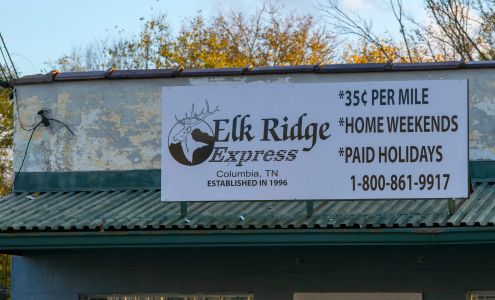 Elk Ridge
Express
Columbia, TN
ESTABLISHED IN 1996
*35¢ PER MILE
*HOME WEEKENDS
*PAID HOLIDAYS
1-800-861-9917